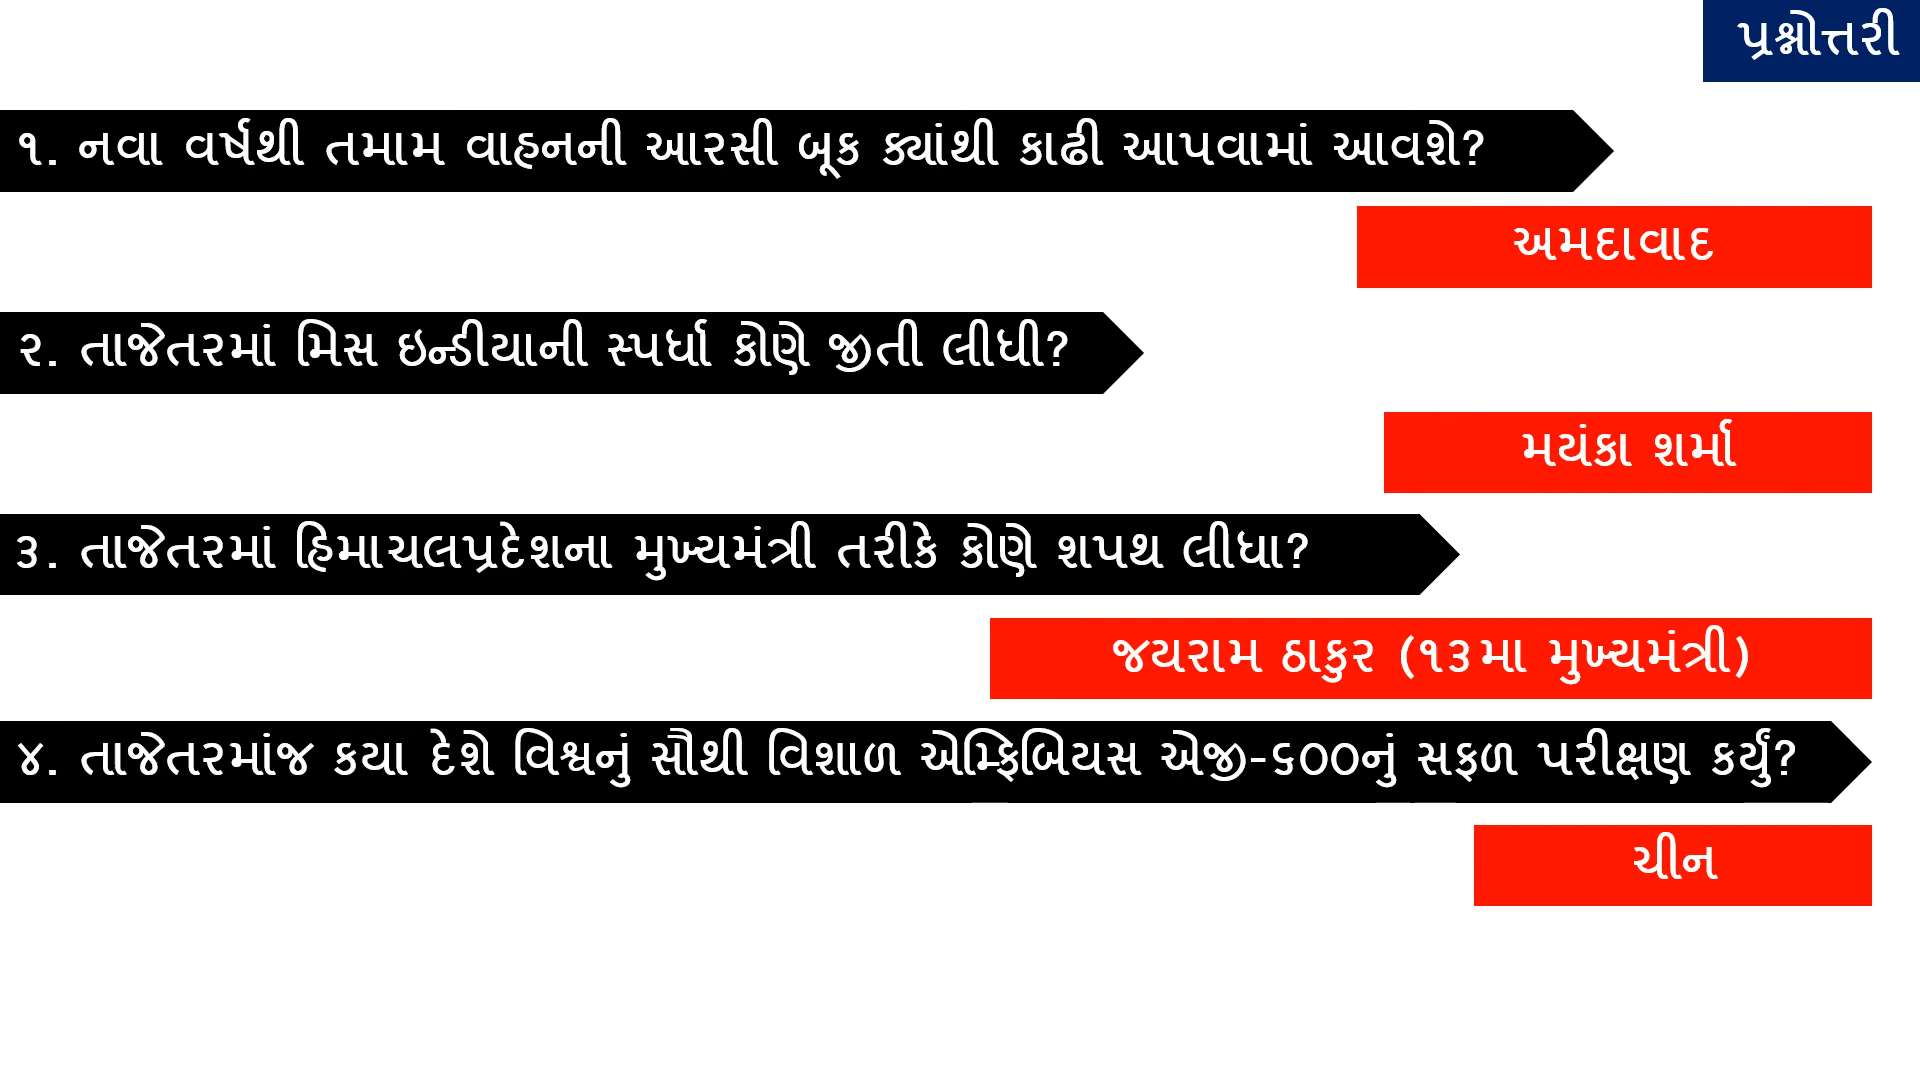 પ્રશ્નોત્તરી
૧. નવા વર્ષથી તમામ વાહનની આરસી બૂક ક્યાંથી કાઢી આપવામાં આવશે?
અમદાવાદ
૨. તાજેતરમાં મિસ ઇન્ડીયાની સ્પર્ધા કોણે જીતી લીધી?
મયંકા શર્મા
૩. તાજેતરમાં હિમાચલપ્રદેશના મુખ્યમંત્રી તરીકે કોણે શપથ લીધા?
જયરામ ઠાકુર (૧૩મા મુખ્યમંત્રી)
૪. તાજેતરમાંજ કયા દેશે વિશ્વનું સૌથી વિશાળ એમ્ફિબિયસ એજી-૬૦૦નું સફળ પરીક્ષણ કર્યું?
ચીન